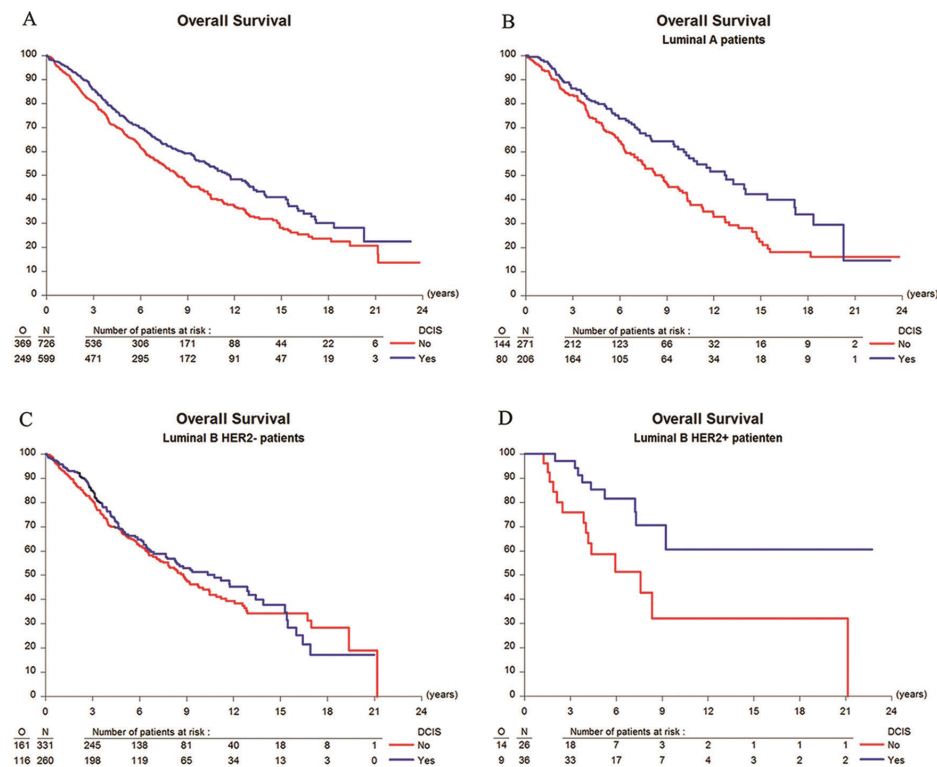 A
Overall Survival
100
90
80
70
60
50
40
30
20
10
0
(years)
0 3 6 9 12 15 18 21 24
O N Number of patients at risk : DCIS
369 726 536 306 171 88 44 22 6 No
249 599 471 295 172 91 47 19 3 Yes
B
Overall Survival
Luminal A patients
100
90
80
70
60
50
40
30
20
10
0
(years)
0 3 6 9 12 15 18 21 24
O N Number of patients at risk : DCIS
144 271 212 123 66 32 16 9 2 No
80 206 164 105 64 34 18 9 1 Yes
C
Overall Survival
Luminal B HER2- patients
100
90
80
70
60
50
40
30
20
10
0
(years)
0 3 6 9 12 15 18 21 24
O N Number of patients at risk : DCIS
161 331 245 138 81 40 18 8 1 No
116 260 198 119 65 34 13 3 0 Yes
D
Overall Survival
Luminal B HER2+ patienten
100
90
80
70
60
50
40
30
20
10
0
(years)
0 3 6 9 12 15 18 21 24
O N Number of patients at risk : DCIS
14 26 18 7 3 2 1 1 1 No
9 36 33 17 7 4 3 2 2 Yes